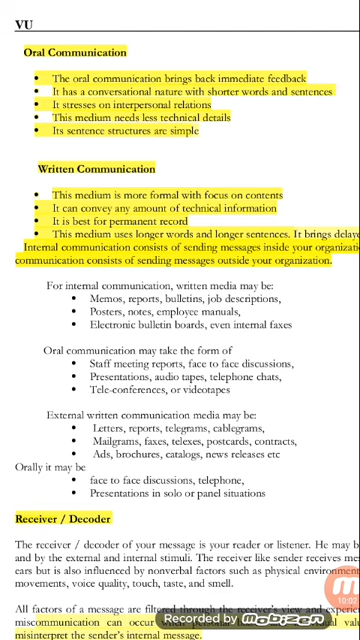 VU
Oral Communication
• The oral communication brings back immediate feedback
• It has a conversational nature with shorter words and sentences
• It stresses on interpersonal relations
• This medium needs less technical details
• Its sentence structures are simple
Written Communication
• This medium is more formal with focus on contents
• It can convey any amount of technical information
• It is best for permanent record
• This medium uses longer words and longer sentences. It brings delaye
Internal communication consists of sending messages inside your organizatio
communication consists of sending messages outside your organization.
For internal communication, written media may be:
• Memos, reports, bulletins, job descriptions,
• Posters, notes, employee manuals,
• Electronic bulletin boards, even internal faxes
Oral communication may take the form of
• Staff meeting reports, face to face discussions,
• Presentations, audio tapes, telephone chats,
• Tele-conferences, or videotapes
External written communication media may be:
• Letters, reports, telegrams, cablegrams,
• Mailgrams, faxes, telexes, postcards, contracts,
• Ads, brochures, catalogs, news releases etc
Orally it may be
• face to face discussions, telephone,
• Presentations in solo or panel situations
Receiver / Decoder
The receiver / decoder of your message is your reader or listener. He may b
and by the external and internal stimuli. The receiver like sender receives mes
ears but is also influenced by nonverbal factors such as physical environment
movements, voice quality, touch, taste, and smell.
10:02
All factors of a message are filtered through the receiver's view and experie
miscommunication can occur when personal
misinterpret the sender's internal message.
Recorded by mobizen